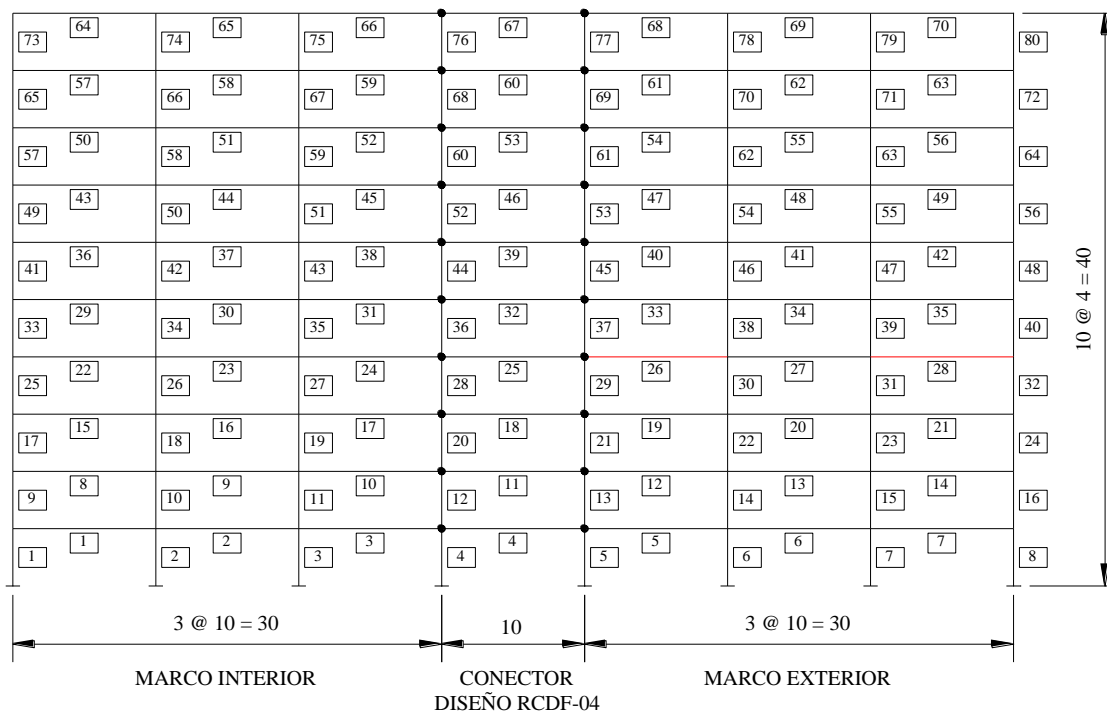 64 65 66 67 68 69 70
73 74 75 76 77 78 79 80
57 58 59 60 61 62 63
65 66 67 68 69 70 71 72
50 51 52 53 54 55 56
57 58 59 60 61 62 63 64
43 44 45 46 47 48 49
49 50 51 52 53 54 55 56
36 37 38 39 40 41 42
41 42 43 44 45 46 47 48
29 30 31 32 33 34 35
33 34 35 36 37 38 39 40
22 23 24 25 26 27 28
25 26 27 28 29 30 31 32
15 16 17 18 19 20 21
17 18 19 20 21 22 23 24
8 9 10 11 12 13 14
9 10 11 12 13 14 15 16
1 2 3 4 5 6 7
1 2 3 4 5 6 7 8
10 @ 4 = 40
3 @ 10 = 30 10 3 @ 10 = 30
MARCO INTERIOR CONECTOR MARCO EXTERIOR
DISEÑO RCDF-04